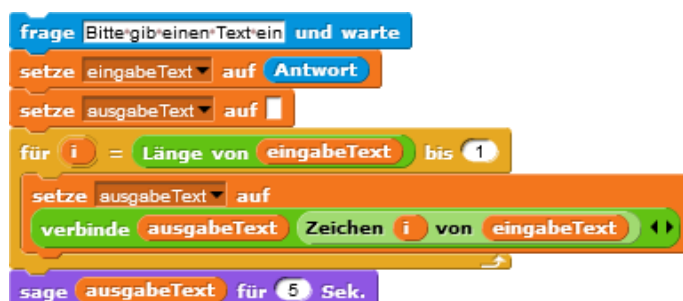 frage Bitte gib einen Text ein und warte
setze eingabeText auf Antwort
setze ausgabeText auf
für i = Länge von eingabeText bis 1
setze ausgabeText auf
verbinde ausgabeText Zeichen i von eingabeText
sage ausgabeText für 5 Sek.